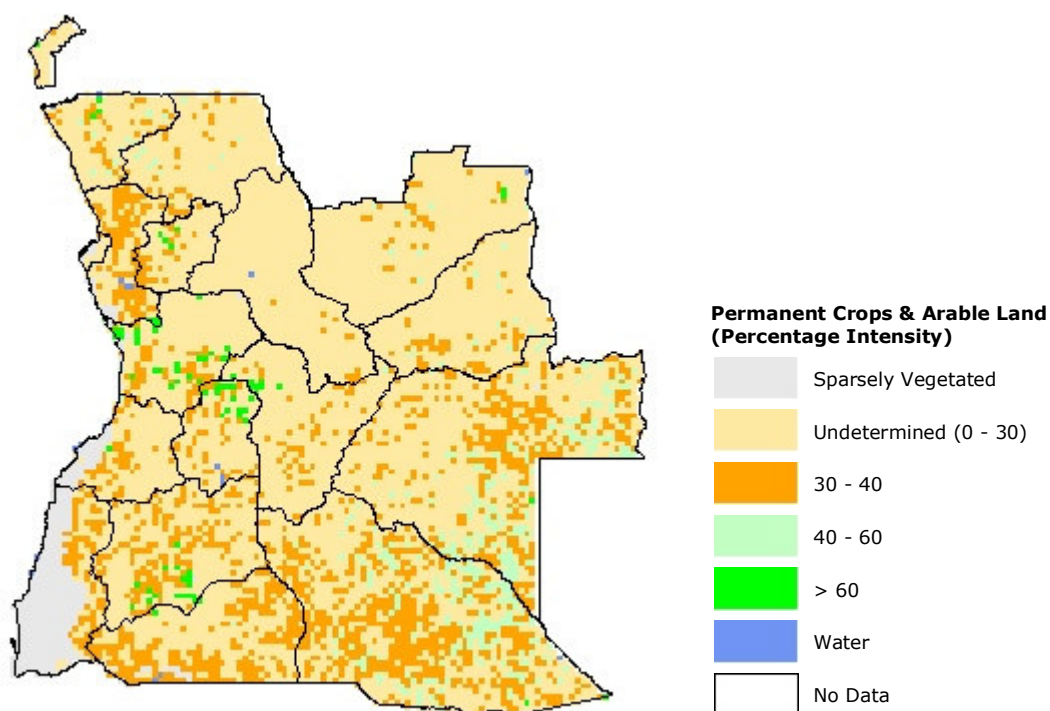 Permanent Crops & Arable Land
(Percentage Intensity)
Sparsely Vegetated
Undetermined (0 - 30)
30 - 40
40 - 60
> 60
Water
No Data